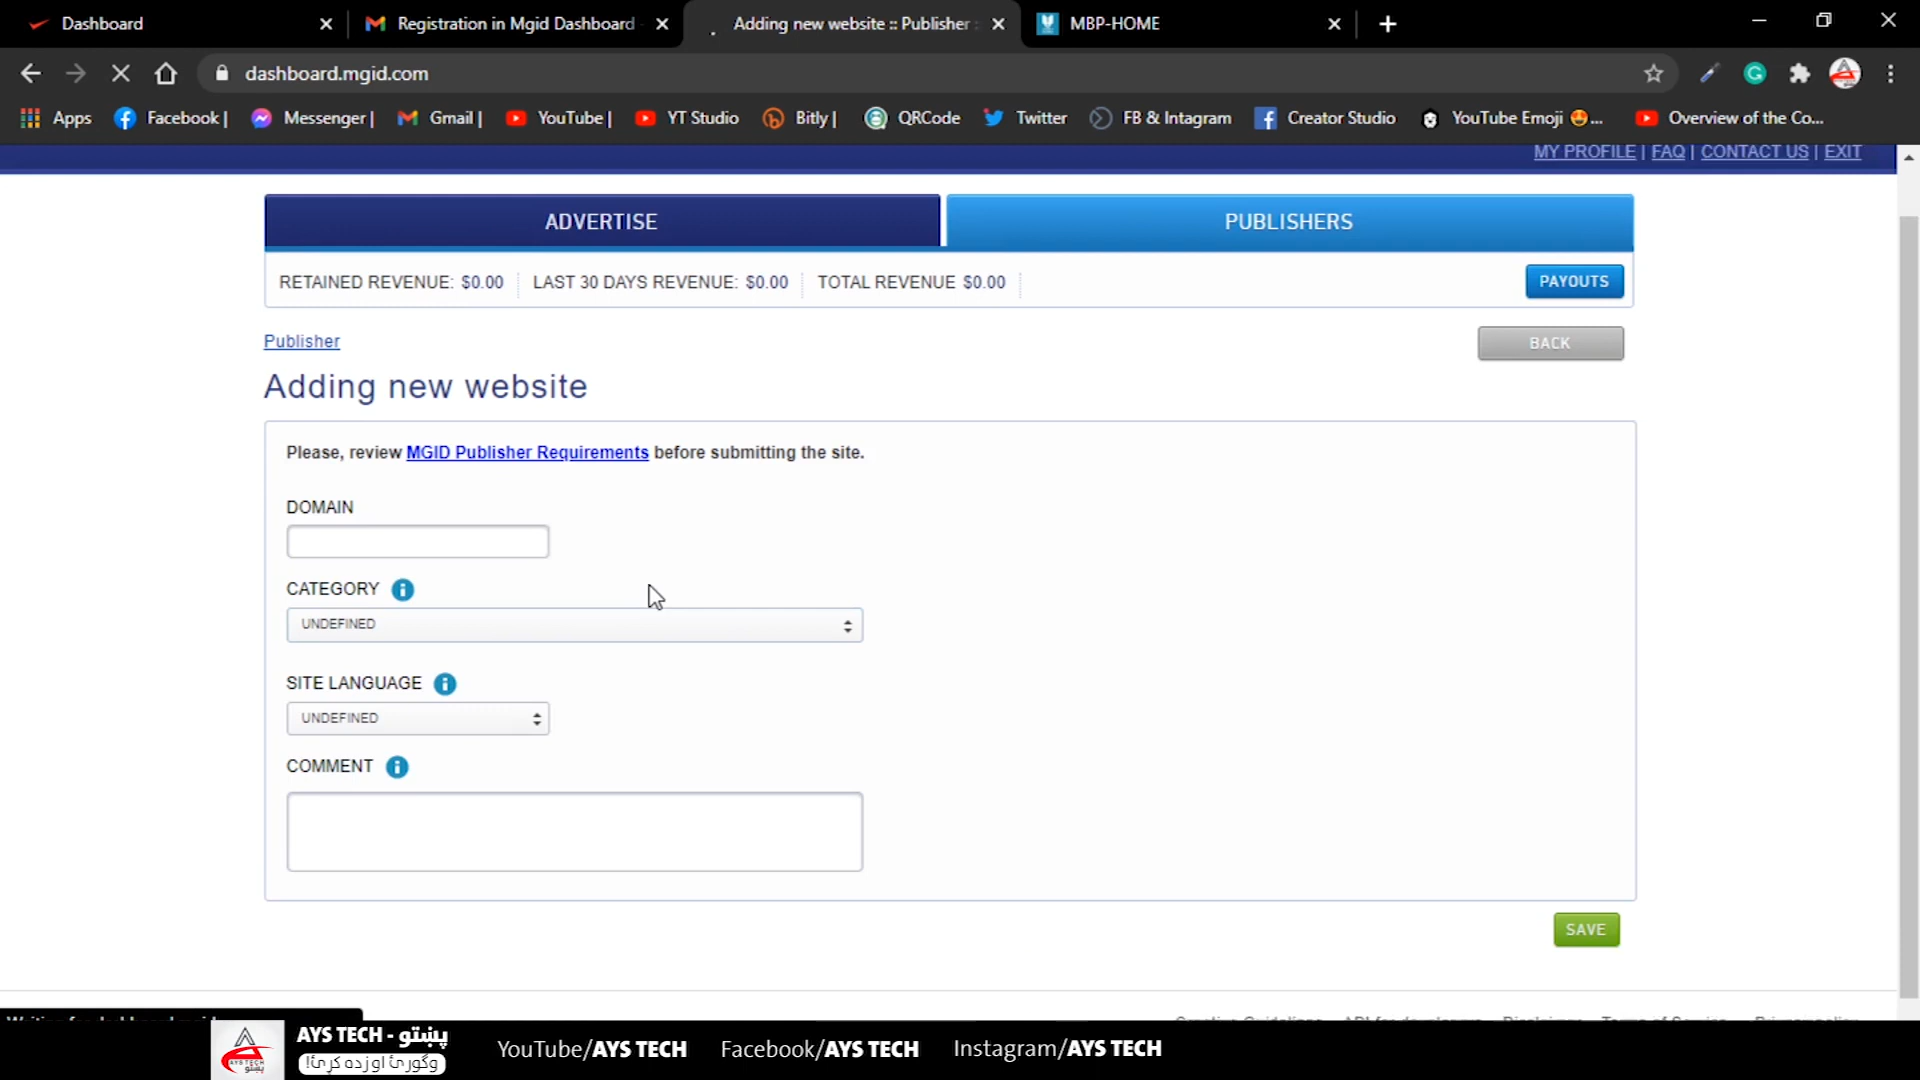 Dashboard
Registration in Mgid Dashboard
Adding new website :: Publisher
MBP-HOME
dashboard.mgid.com
Apps
Facebook |
Messenger |
Gmail |
YouTube |
YT Studio
Bitly |
QRCode
Twitter
FB & Intagram
Creator Studio
YouTube Emoji 🤩...
Overview of the Co...
MY PROFILE | FAQ | CONTACT US | EXIT
ADVERTISE
PUBLISHERS
RETAINED REVENUE: $0.00
LAST 30 DAYS REVENUE: $0.00
TOTAL REVENUE $0.00
PAYOUTS
Publisher
BACK
Adding new website
Please, review MGID Publisher Requirements before submitting the site.
DOMAIN
CATEGORY
UNDEFINED
SITE LANGUAGE
UNDEFINED
COMMENT
SAVE
AYS TECH - پښتو
وګورئ او زده کړئ!
YouTube/AYS TECH
Facebook/AYS TECH
Instagram/AYS TECH